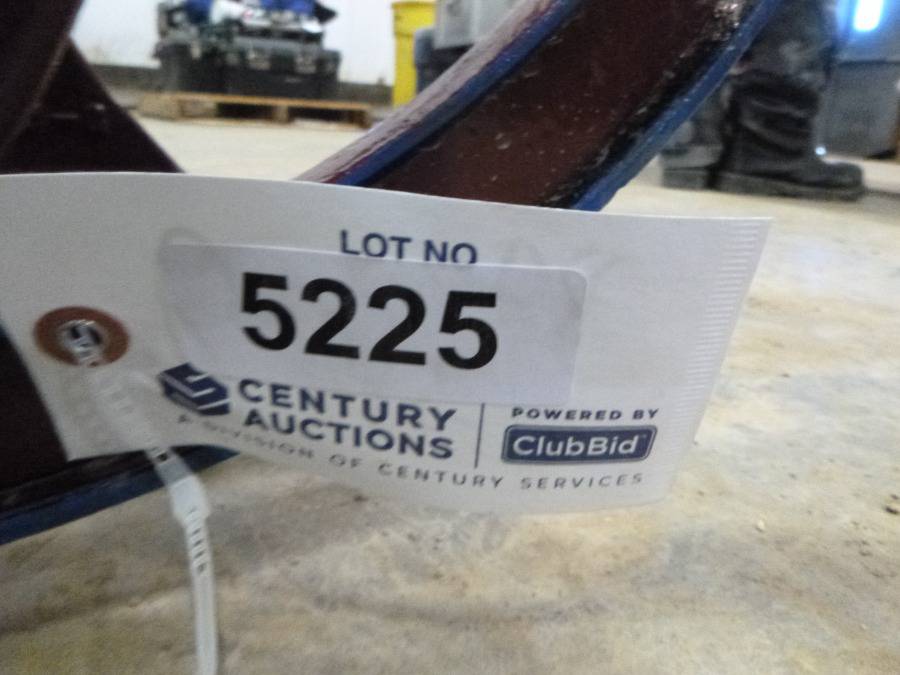 LOT NO
5225
CENTURY
AUCTIONS
A DIVISION OF CENTURY SERVICES
POWERED BY
ClubBid